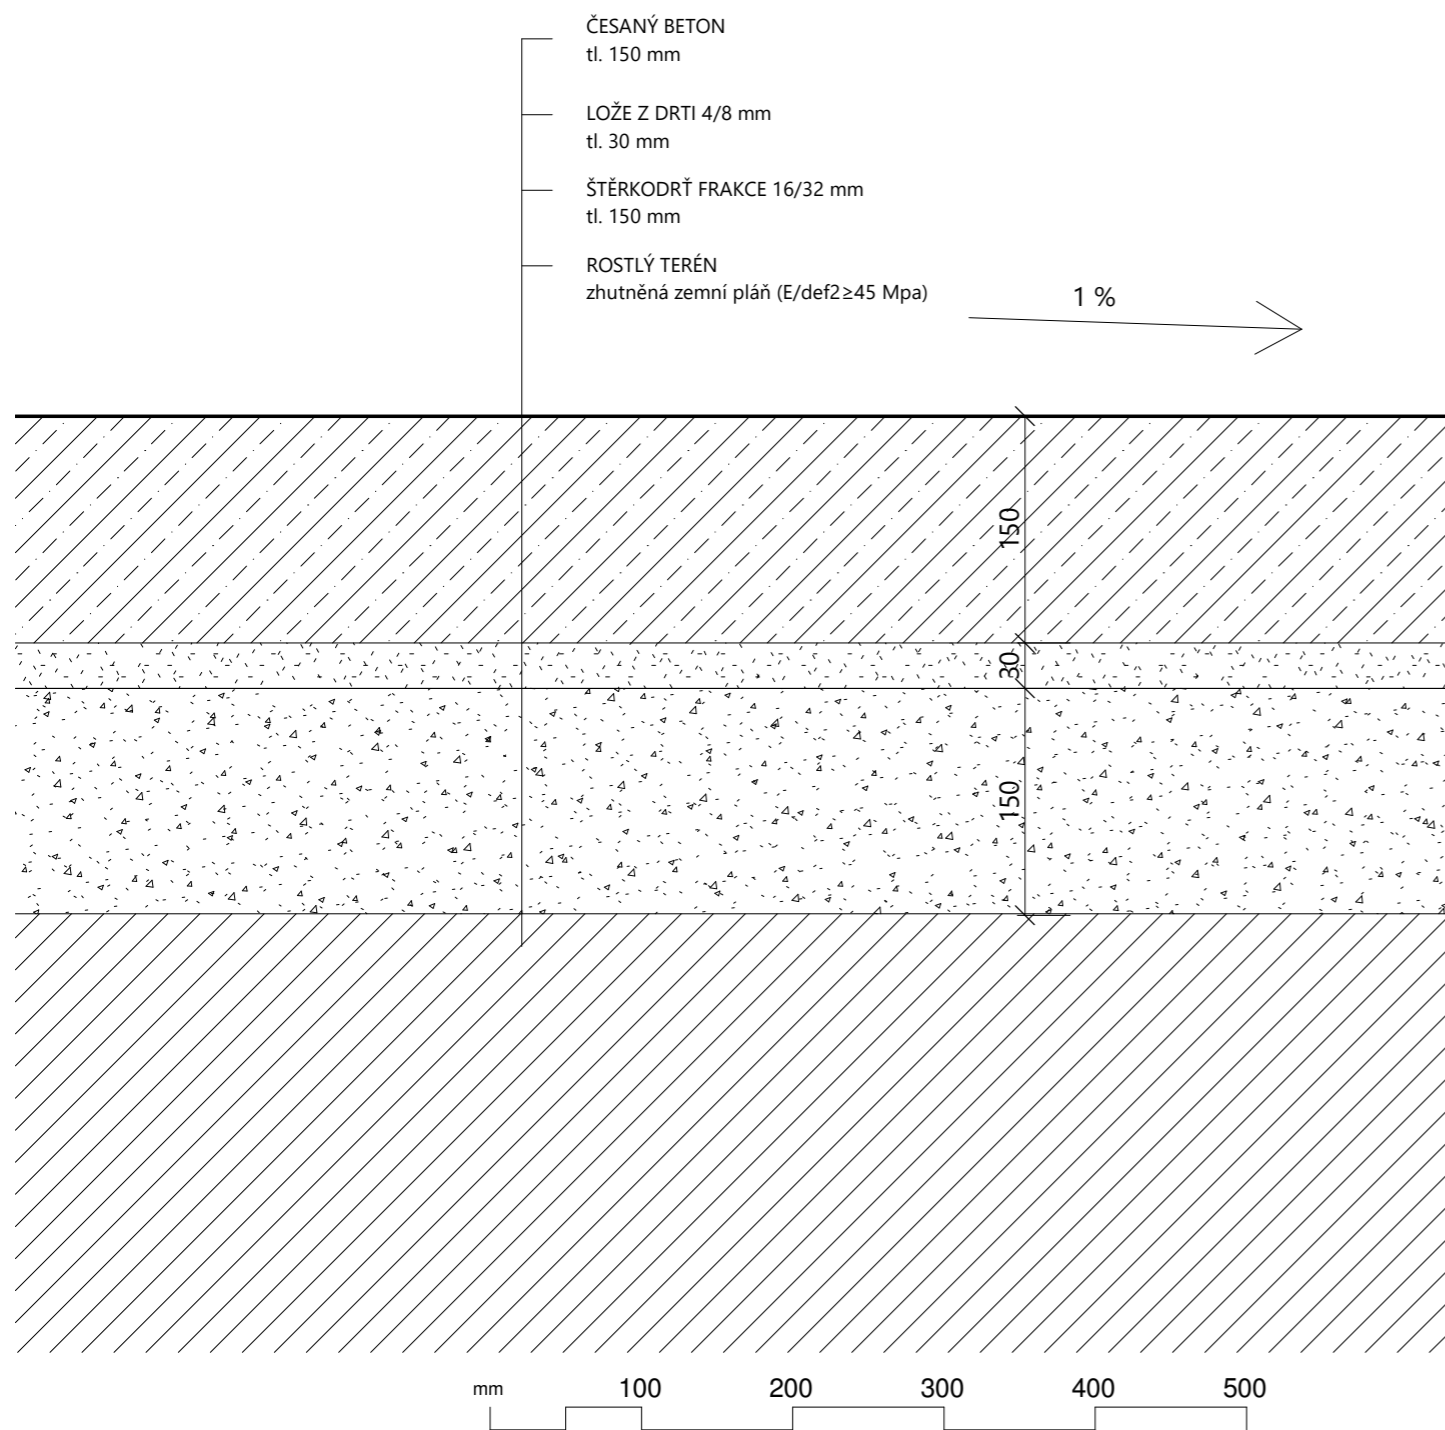 ČESANÝ BETON
tl. 150 mm
LOŽE Z DRTI 4/8 mm
tl. 30 mm
ŠTĚRKODRŤ FRAKCE 16/32 mm
tl. 150 mm
ROSTLÝ TERÉN
zhutněná zemní pláň (E/def2≥45 Mpa)
1 %
150
30
150
mm 100 200 300 400 500